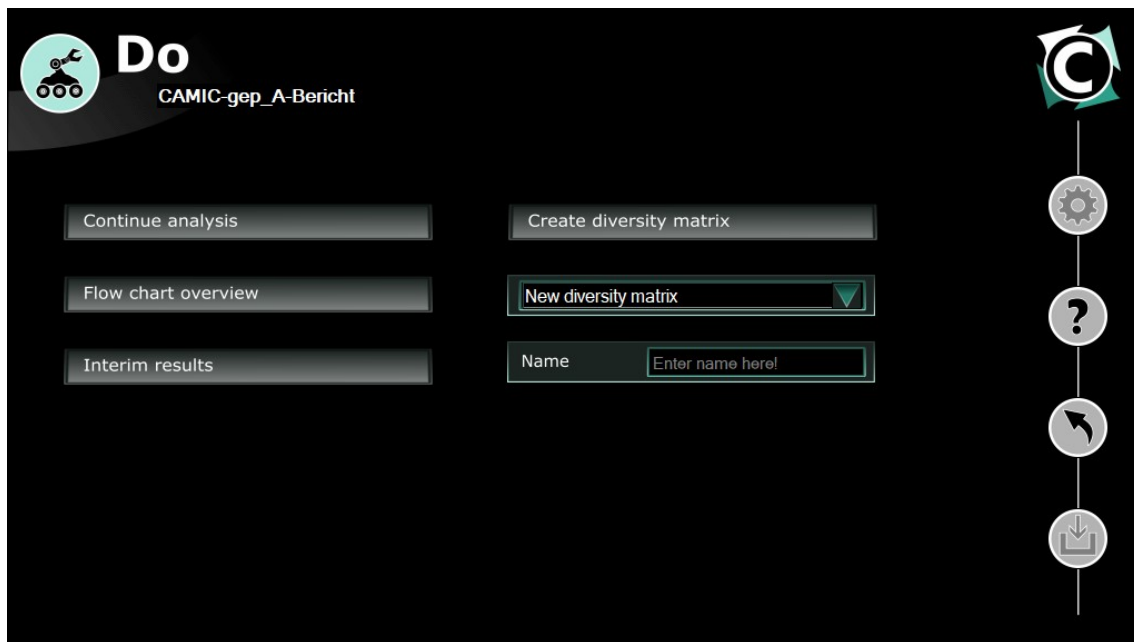 Do
CAMIC-gep_A-Bericht
C
Continue analysis
Create diversity matrix
Flow chart overview
New diversity matrix
?
Interim results
Name
Enter name here!